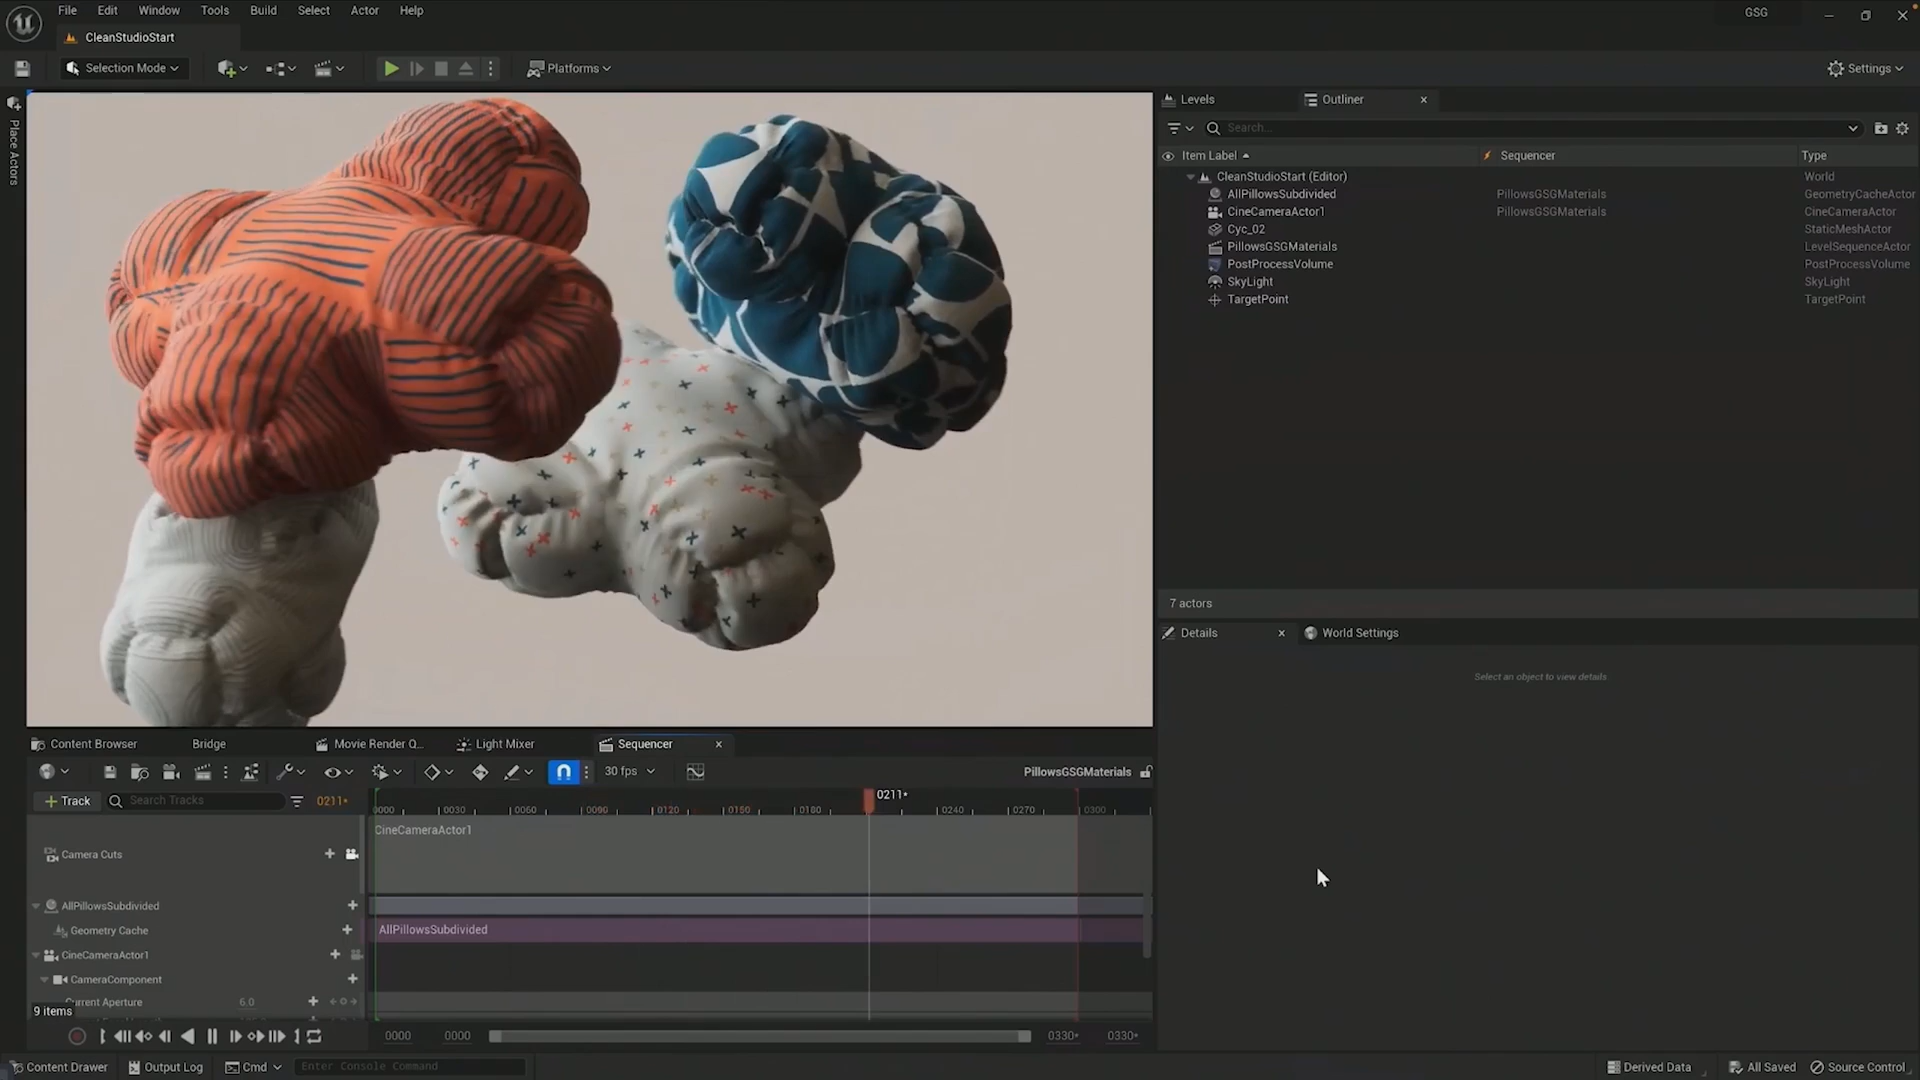 File Edit Window Tools Build Select Actor Help
GSG
CleanStudioStart
Selection Mode
Platforms
Settings
Place Actors
Levels
Outliner
Search...
Item Label
Sequencer
Type
CleanStudioStart (Editor)
World
AllPillowsSubdivided
PillowsGSGMaterials
GeometryCacheActor
CineCameraActor1
PillowsGSGMaterials
CineCameraActor
Cyc_02
StaticMeshActor
PillowsGSGMaterials
LevelSequenceActor
PostProcessVolume
PostProcessVolume
SkyLight
SkyLight
TargetPoint
TargetPoint
7 actors
Details
World Settings
Select an object to view details
Content Browser
Bridge
Movie Render Q...
Light Mixer
Sequencer
30 fps
PillowsGSGMaterials
+ Track
Search Tracks
0211*
0211*
0000 0030 0060 0090 0120 0150 0180 0240 0270 0300
CineCameraActor1
Camera Cuts
AllPillowsSubdivided
Geometry Cache
AllPillowsSubdivided
CineCameraActor1
CameraComponent
Current Aperture
6.0
9 items
0000
0000
0330*
0330*
Content Drawer
Output Log
Cmd
Enter Console Command
Derived Data
All Saved
Source Control